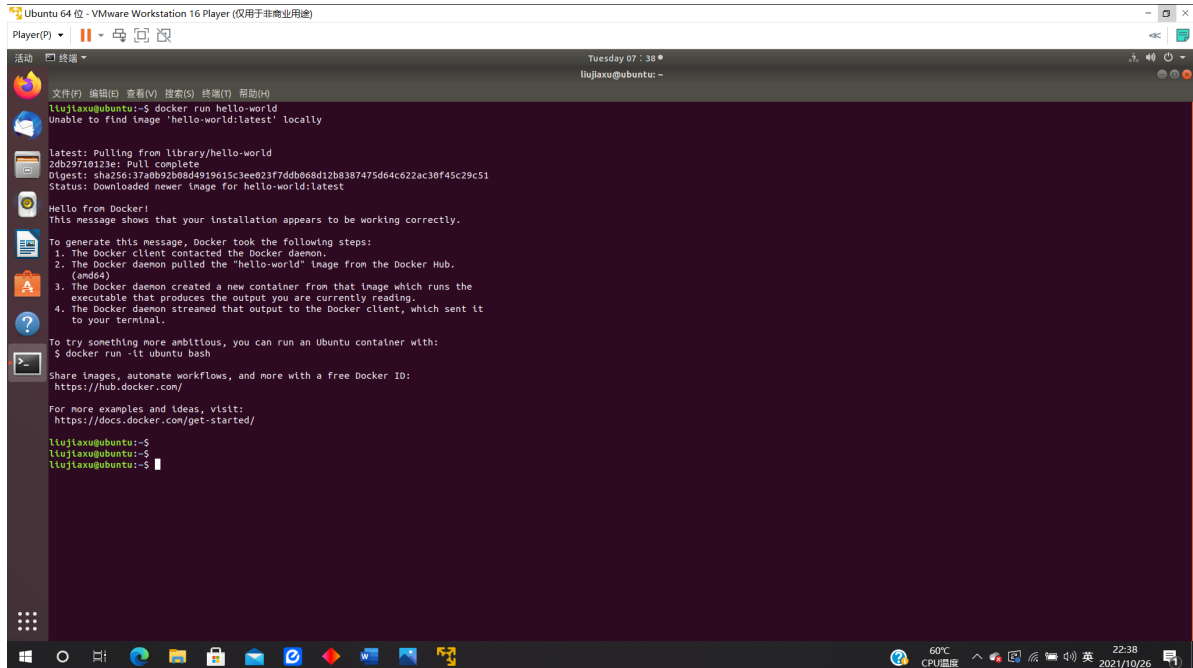 Ubuntu 64 位 - VMware Workstation 16 Player (仅用于非商业用途)
Player(P)
活动 终端 Tuesday 07：38
liujiaxu@ubuntu: ~
文件(F) 编辑(E) 查看(V) 搜索(S) 终端(T) 帮助(H)
liujiaxu@ubuntu:~$ docker run hello-world
Unable to find image 'hello-world:latest' locally
latest: Pulling from library/hello-world
2db29710123e: Pull complete
Digest: sha256:37a0b92b08d4919615c3ee023f7ddb068d12b8387475d64c622ac30f45c29c51
Status: Downloaded newer image for hello-world:latest
Hello from Docker!
This message shows that your installation appears to be working correctly.
To generate this message, Docker took the following steps:
1. The Docker client contacted the Docker daemon.
2. The Docker daemon pulled the "hello-world" image from the Docker Hub.
(amd64)
3. The Docker daemon created a new container from that image which runs the
executable that produces the output you are currently reading.
4. The Docker daemon streamed that output to the Docker client, which sent it
to your terminal.
To try something more ambitious, you can run an Ubuntu container with:
$ docker run -it ubuntu bash
Share images, automate workflows, and more with a free Docker ID:
https://hub.docker.com/
For more examples and ideas, visit:
https://docs.docker.com/get-started/
liujiaxu@ubuntu:~$
liujiaxu@ubuntu:~$
liujiaxu@ubuntu:~$
60°C
CPU温度
英
22:38
2021/10/26